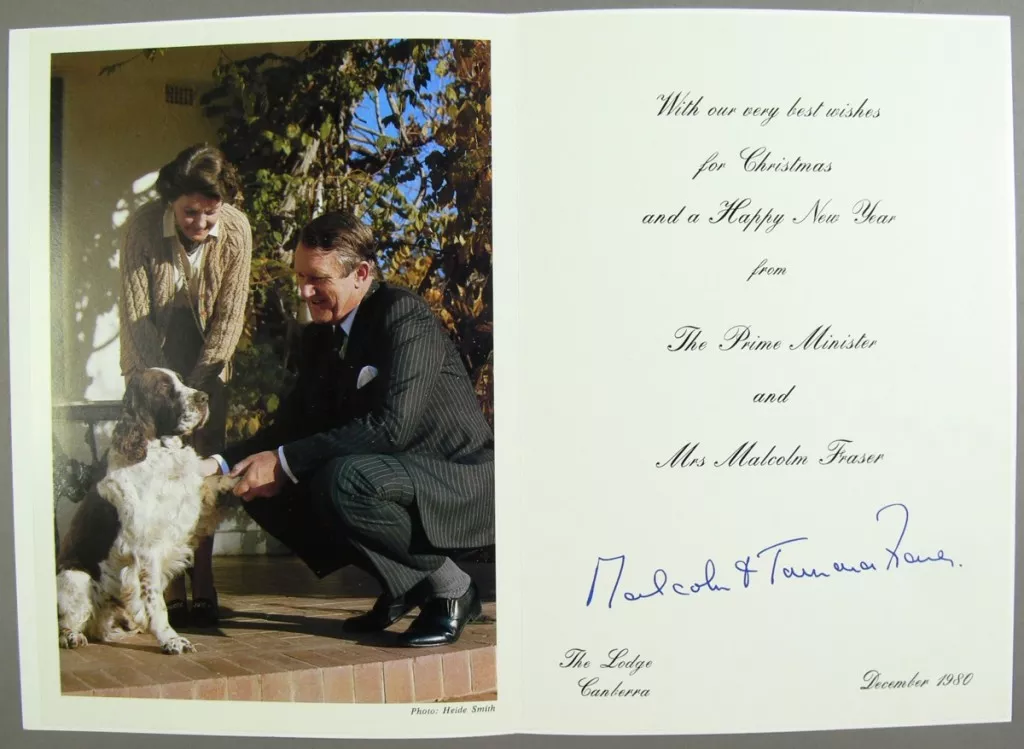 Photo: Heide Smith
With our very best wishes
for Christmas
and a Happy New Year
from
The Prime Minister
and
Mrs Malcolm Fraser
Malcolm & Tamara Fraser.
The Lodge
Canberra
December 1980